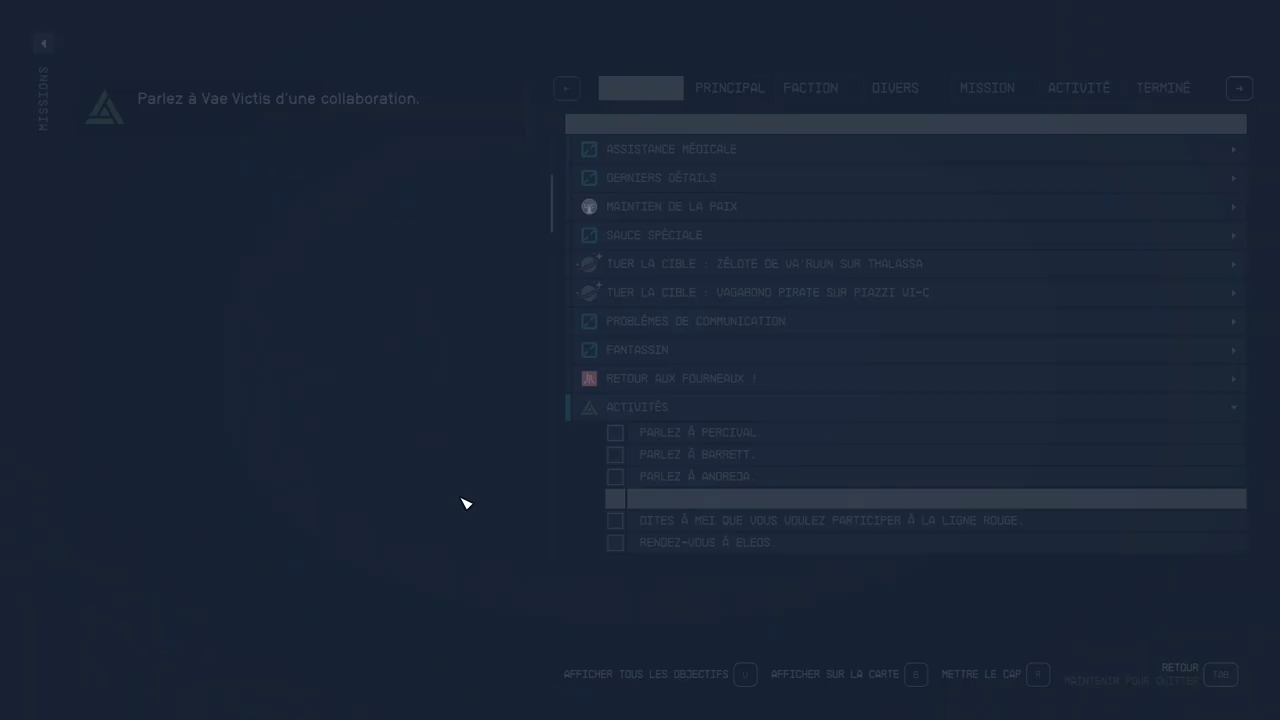 MISSIONS
Parlez à Vae Victis d'une collaboration.
PRINCIPAL FACTION DIVERS MISSION ACTIVITÉ TERMINÉ
ASSISTANCE MÉDICALE
DERNIERS DÉTAILS
MAINTIEN DE LA PAIX
SAUCE SPÉCIALE
TUER LA CIBLE : ZÉLOTE DE VA'RUUN SUR THALASSA
TUER LA CIBLE : VAGABOND PIRATE SUR PIAZZI VI-C
PROBLÈMES DE COMMUNICATION
FANTASSIN
RETOUR AUX FOURNEAUX !
ACTIVITÉS
PARLEZ À PERCIVAL.
PARLEZ À BARRETT.
PARLEZ À ANDREJA.
DITES À MEI QUE VOUS VOULEZ PARTICIPER À LA LIGNE ROUGE.
RENDEZ-VOUS À ELEOS.
AFFICHER TOUS LES OBJECTIFS U AFFICHER SUR LA CARTE B METTRE LE CAP R RETOUR TAB
MAINTENIR POUR QUITTER